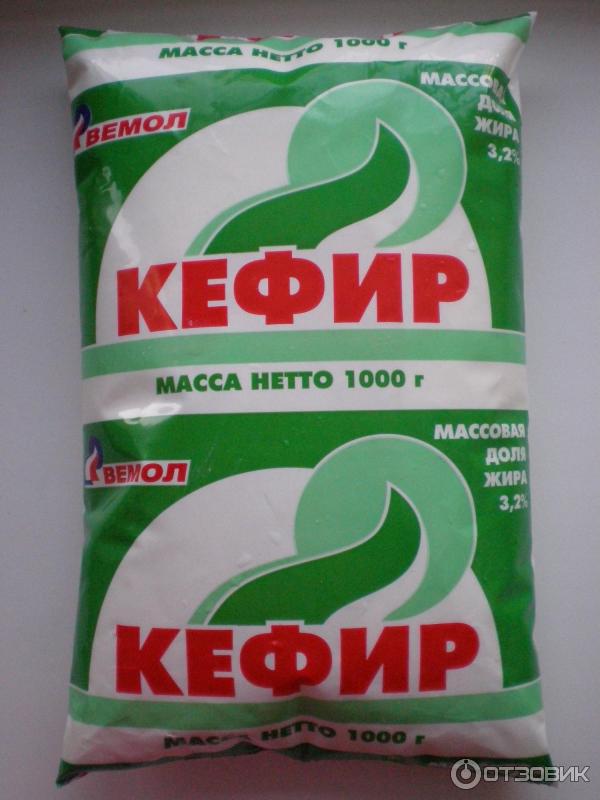 МАССА НЕТТО 1000 г
ВЕМОЛ
МАССОВАЯ
ДОЛЯ
ЖИРА
3,2%
КЕФИР
МАССА НЕТТО 1000 г
ВЕМОЛ
МАССОВАЯ
ДОЛЯ
ЖИРА
3,2%
КЕФИР
МАССА НЕТТО 1000 г
ОТЗОВИК